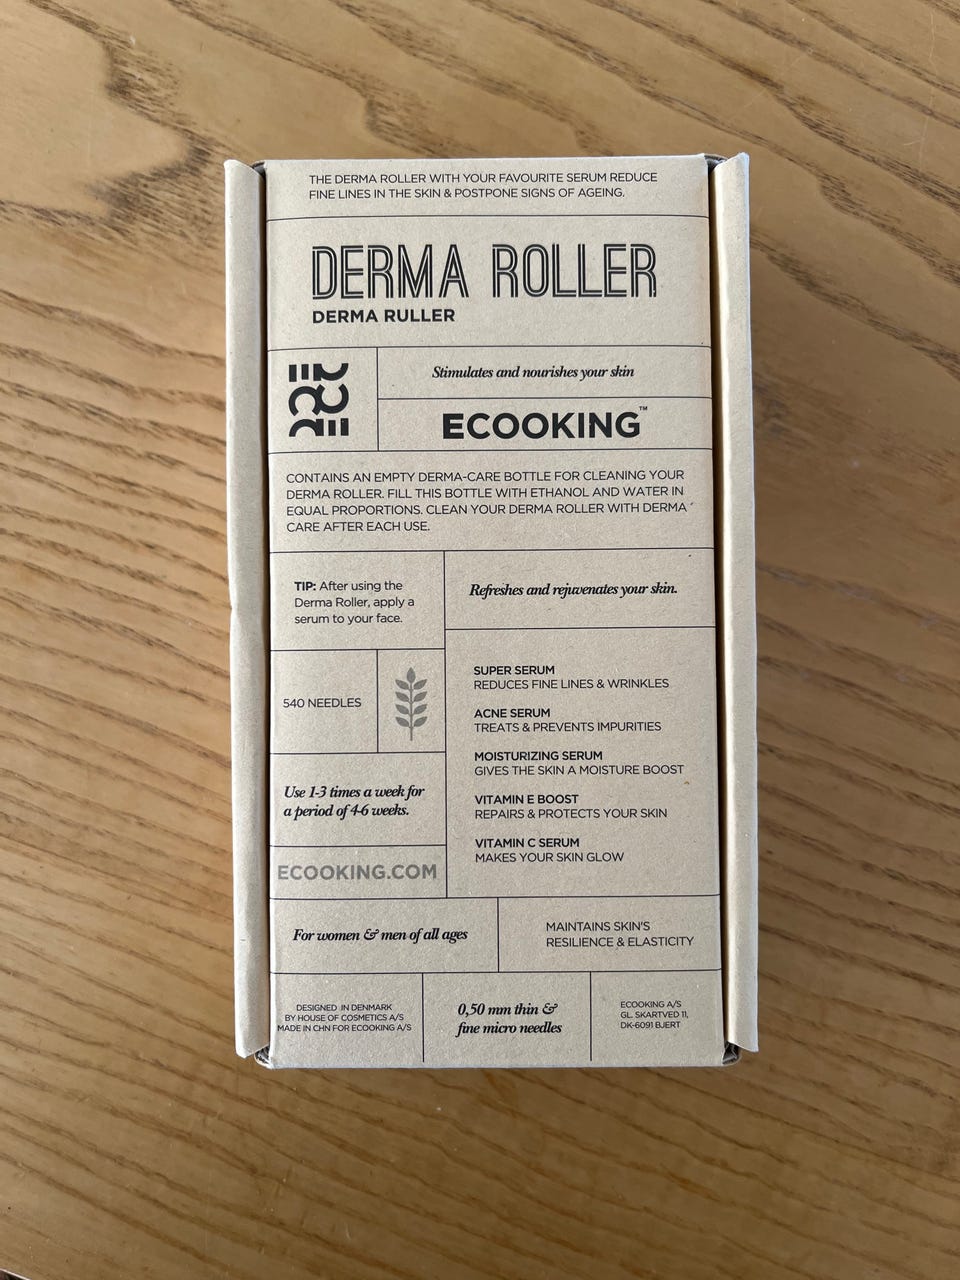 THE DERMA ROLLER WITH YOUR FAVOURITE SERUM REDUCE
FINE LINES IN THE SKIN & POSTPONE SIGNS OF AGEING.
DERMA ROLLER
DERMA RULLER
Stimulates and nourishes your skin
ECOOKING™
CONTAINS AN EMPTY DERMA-CARE BOTTLE FOR CLEANING YOUR
DERMA ROLLER. FILL THIS BOTTLE WITH ETHANOL AND WATER IN
EQUAL PROPORTIONS. CLEAN YOUR DERMA ROLLER WITH DERMA
CARE AFTER EACH USE.
TIP: After using the
Derma Roller, apply a
serum to your face.
Refreshes and rejuvenates your skin.
540 NEEDLES
SUPER SERUM
REDUCES FINE LINES & WRINKLES
ACNE SERUM
TREATS & PREVENTS IMPURITIES
MOISTURIZING SERUM
GIVES THE SKIN A MOISTURE BOOST
VITAMIN E BOOST
REPAIRS & PROTECTS YOUR SKIN
VITAMIN C SERUM
MAKES YOUR SKIN GLOW
Use 1-3 times a week for
a period of 4-6 weeks.
ECOOKING.COM
For women & men of all ages
MAINTAINS SKIN'S
RESILIENCE & ELASTICITY
DESIGNED IN DENMARK
BY HOUSE OF COSMETICS A/S
MADE IN CHN FOR ECOOKING A/S
0,50 mm thin &
fine micro needles
ECOOKING A/S
GL. SKARTVED 11,
DK-6091 BJERT